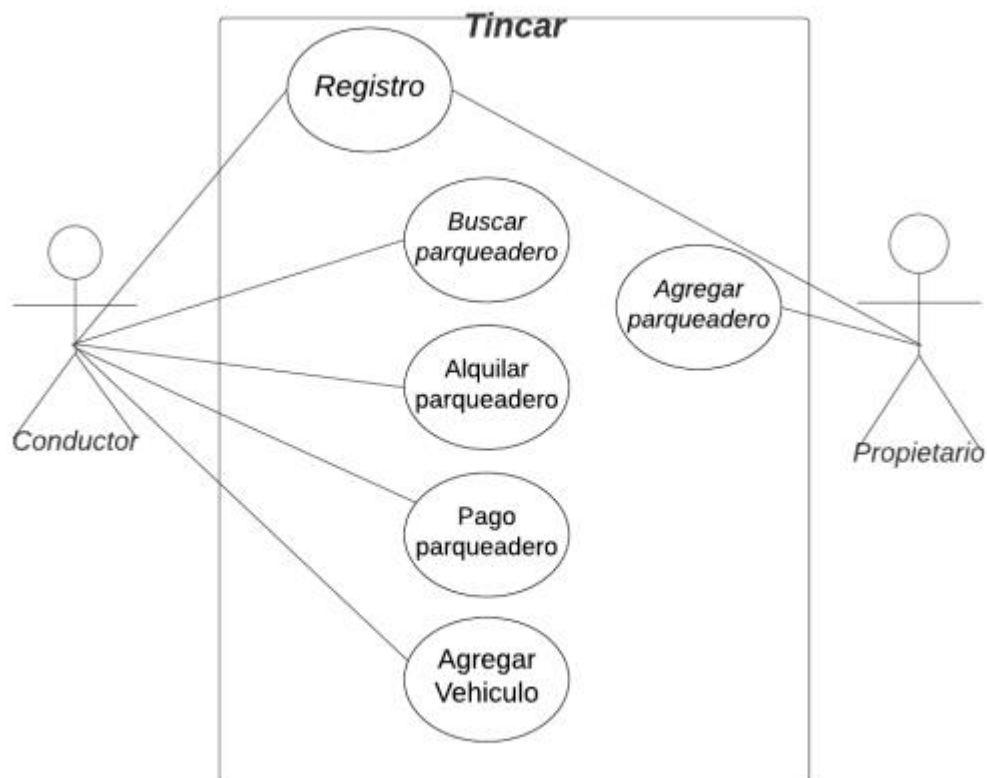 Tincar
Registro
Buscar
parqueadero
Agregar
parqueadero
Alquilar
parqueadero
Conductor
Propietario
Pago
parqueadero
Agregar
Vehiculo